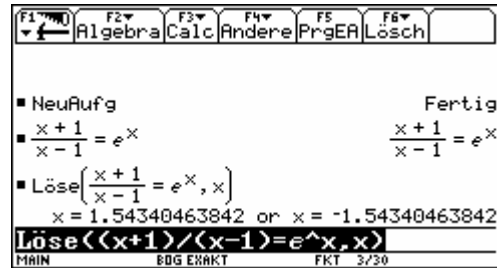 F1 F2 F3 F4 F5 F6
Algebra Calc Andere PrgEA Lösch
▪ NeuAufg Fertig
▪ (x + 1)/(x - 1) = e^x (x + 1)/(x - 1) = e^x
▪ Löse((x + 1)/(x - 1) = e^x, x)
x = 1.54340463842 or x = -1.54340463842
Löse((x+1)/(x-1)=e^x,x)
MAIN BOG EXAKT FKT 3/30